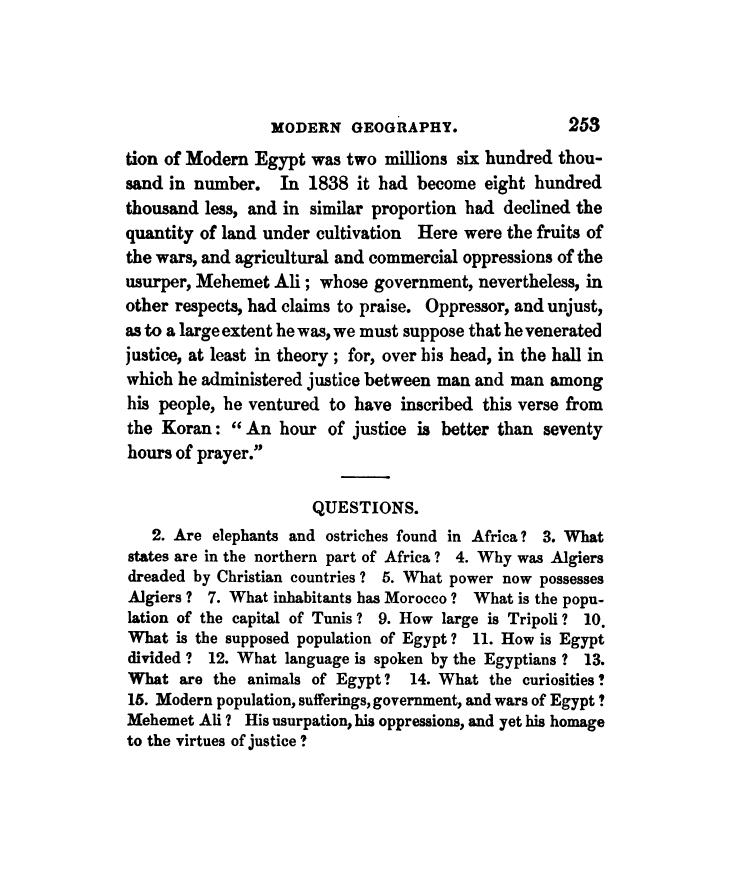 MODERN GEOGRAPHY. 253
tion of Modern Egypt was two millions six hundred thou-
sand in number. In 1838 it had become eight hundred
thousand less, and in similar proportion had declined the
quantity of land under cultivation Here were the fruits of
the wars, and agricultural and commercial oppressions of the
usurper, Mehemet Ali ; whose government, nevertheless, in
other respects, had claims to praise. Oppressor, and unjust,
as to a large extent he was, we must suppose that he venerated
justice, at least in theory ; for, over his head, in the hall in
which he administered justice between man and man among
his people, he ventured to have inscribed this verse from
the Koran : “ An hour of justice is better than seventy
hours of prayer.”
QUESTIONS.
2. Are elephants and ostriches found in Africa ? 3. What
states are in the northern part of Africa ? 4. Why was Algiers
dreaded by Christian countries ? 5. What power now possesses
Algiers ? 7. What inhabitants has Morocco ? What is the popu-
lation of the capital of Tunis ? 9. How large is Tripoli ? 10.
What is the supposed population of Egypt ? 11. How is Egypt
divided ? 12. What language is spoken by the Egyptians ? 13.
What are the animals of Egypt ? 14. What the curiosities ?
15. Modern population, sufferings, government, and wars of Egypt ?
Mehemet Ali ? His usurpation, his oppressions, and yet his homage
to the virtues of justice ?